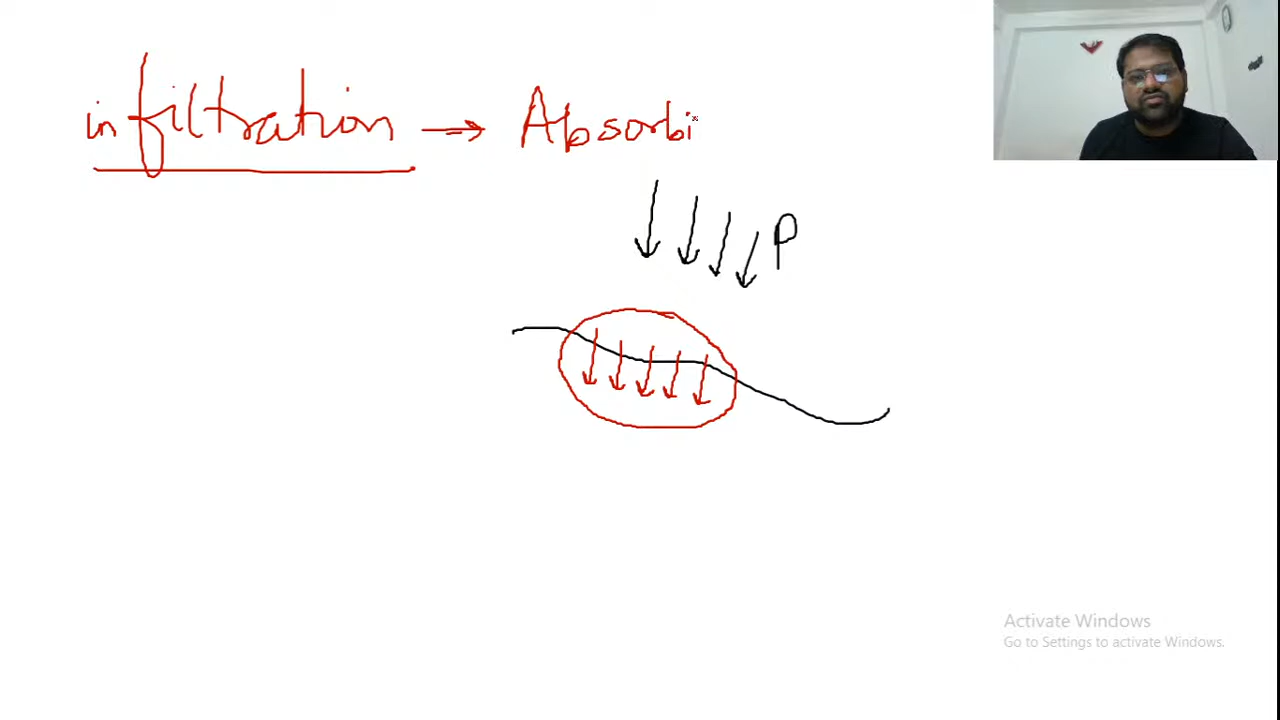 infiltration → Absorbi
P
Activate Windows
Go to Settings to activate Windows.